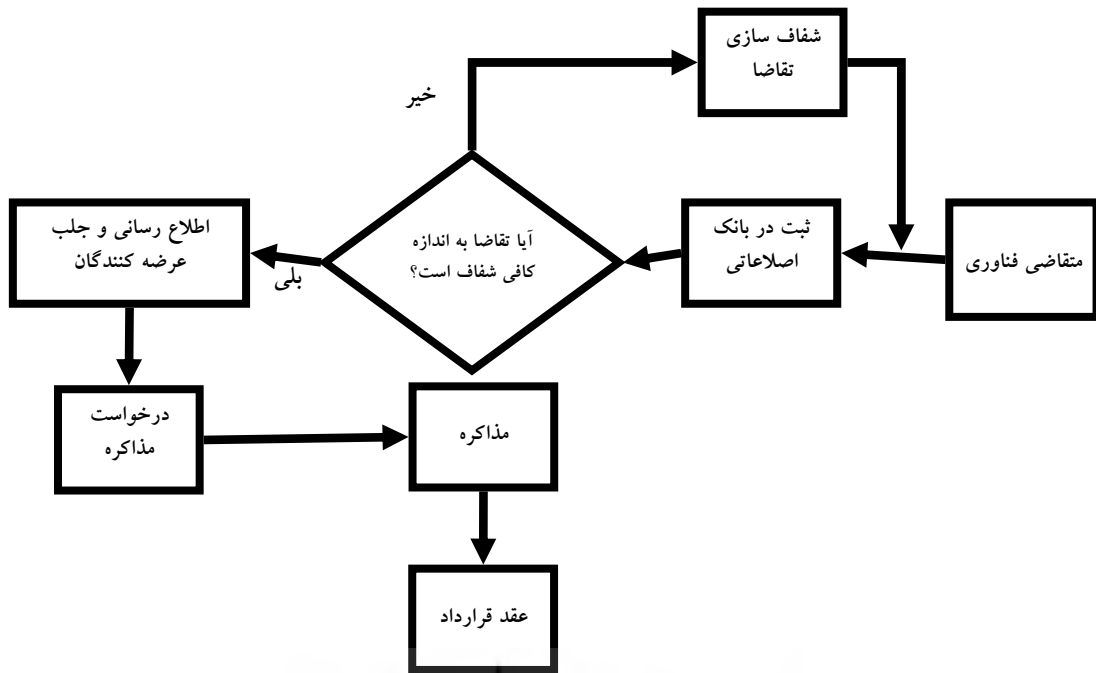 شفاف سازی
تقاضا
خیر
متقاضی فناوری
ثبت در بانک
اصلاعاتی
آیا تقاضا به اندازه
کافی شفاف است؟
بلی
اطلاع رسانی و جلب
عرضه کنندگان
درخواست
مذاکره
مذاکره
عقد قرارداد